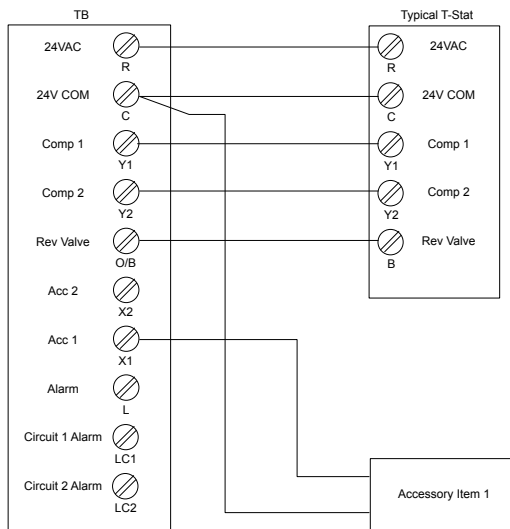 TB
24VAC
R
24V COM
C
Comp 1
Y1
Comp 2
Y2
Rev Valve
O/B
Acc 2
X2
Acc 1
X1
Alarm
L
Circuit 1 Alarm
LC1
Circuit 2 Alarm
LC2
Typical T-Stat
24VAC
R
24V COM
C
Comp 1
Y1
Comp 2
Y2
Rev Valve
B
Accessory Item 1